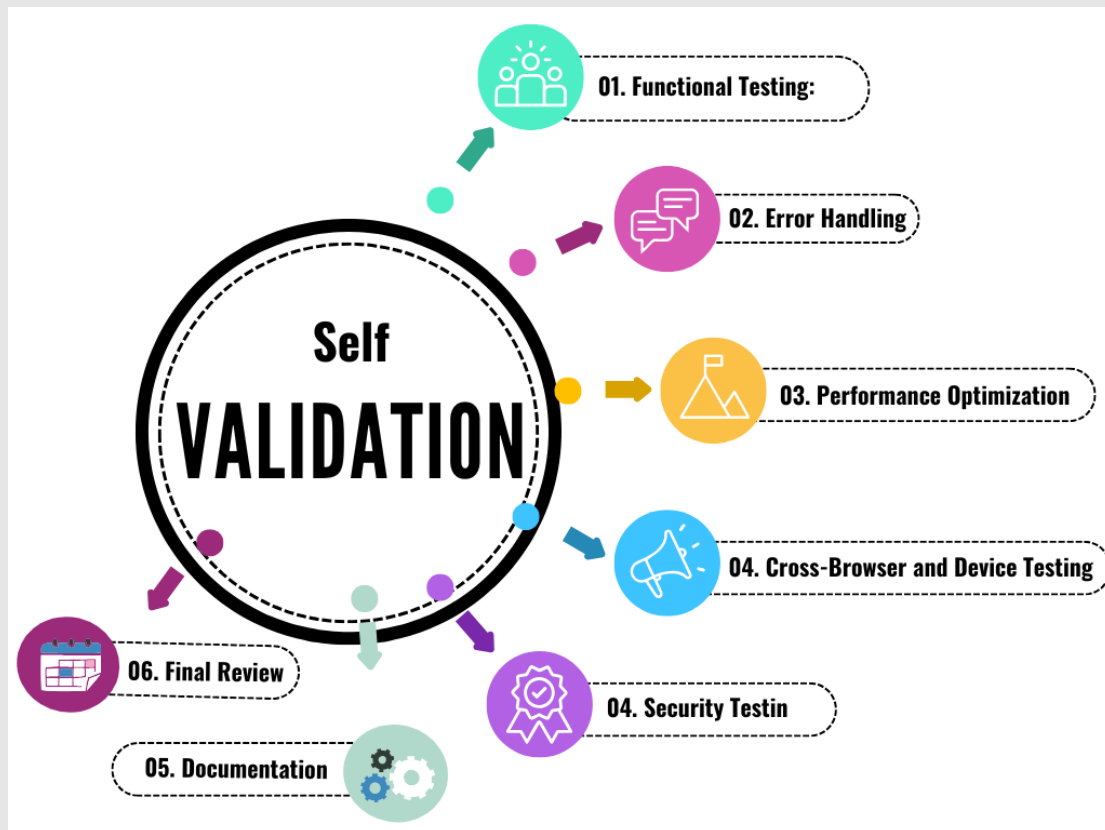 Self
VALIDATION
01. Functional Testing:
02. Error Handling
03. Performance Optimization
04. Cross-Browser and Device Testing
04. Security Testin
05. Documentation
06. Final Review